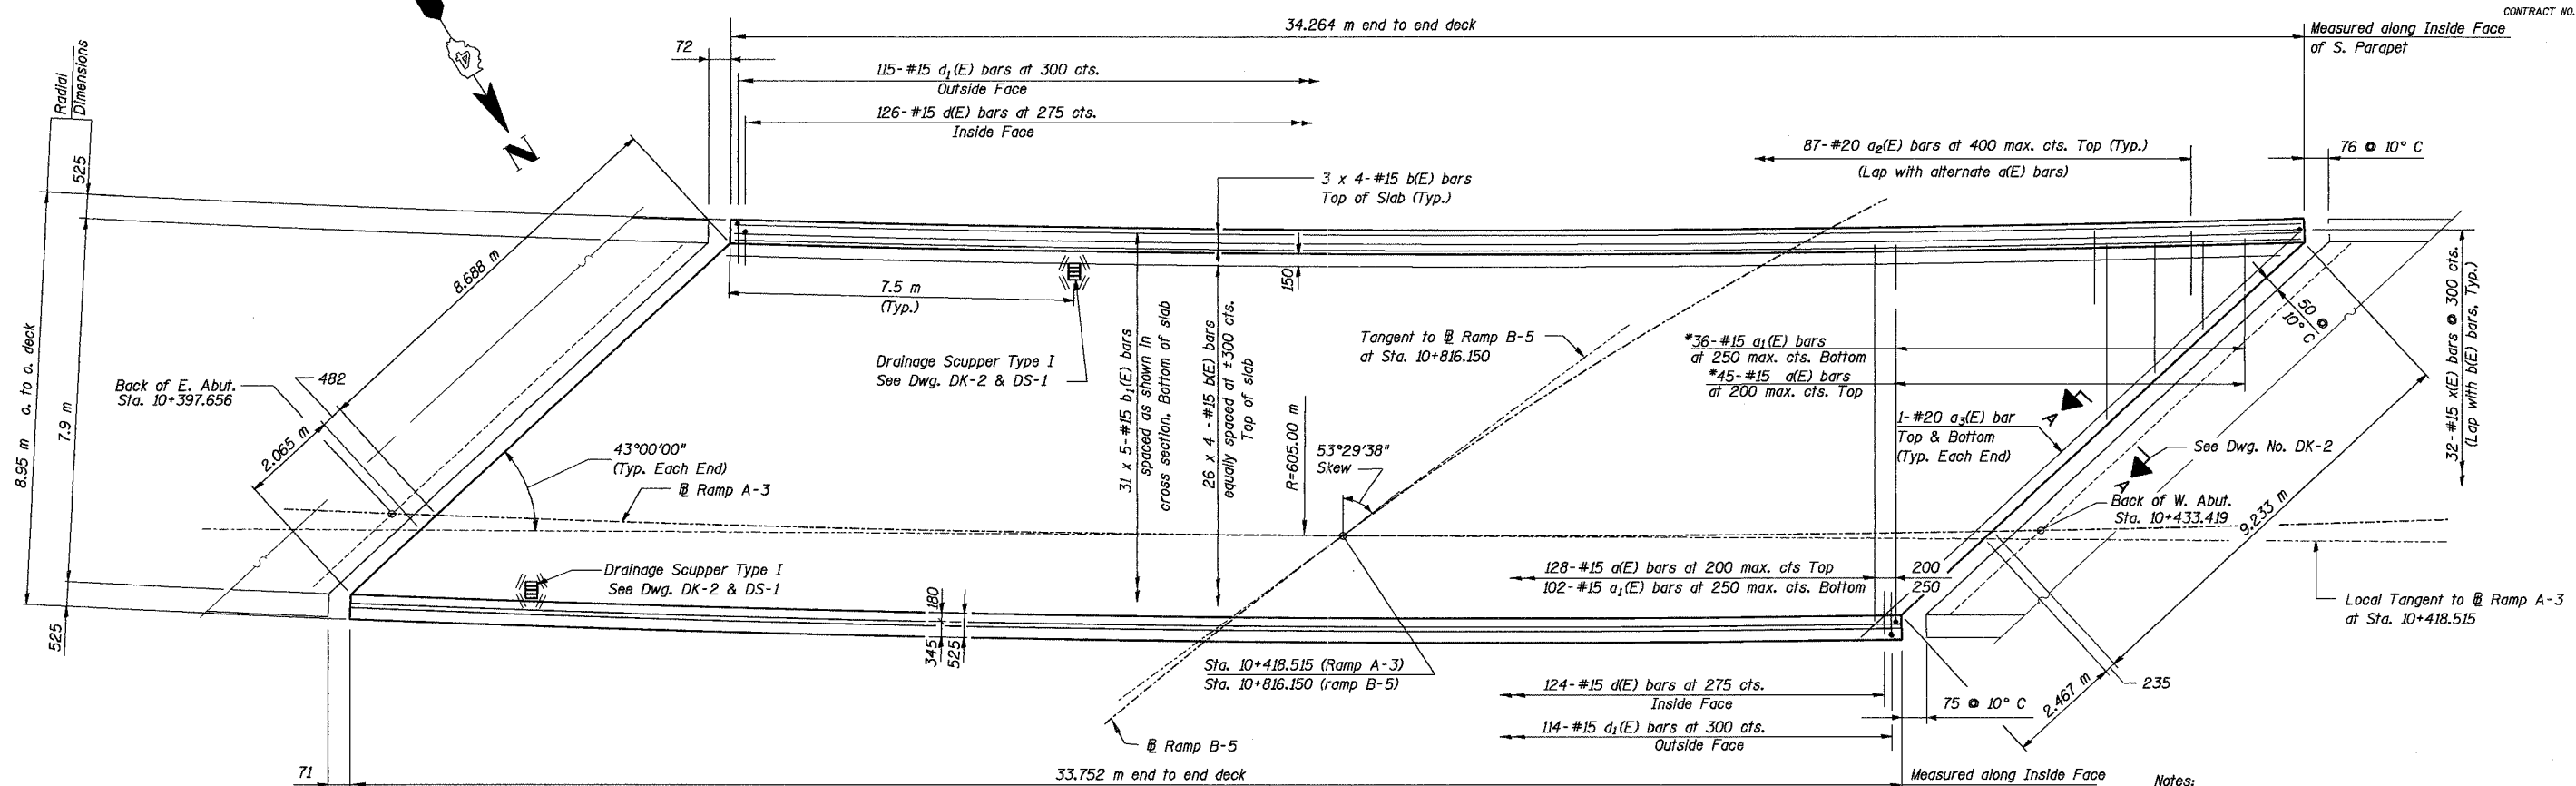 CONTRACT NO.
34.264 m end to end deck
Measured along Inside Face
of S. Parapet
72
115-#15 d1(E) bars at 300 cts.
Outside Face
126-#15 d(E) bars at 275 cts.
Inside Face
Radial
Dimensions
525
N
87-#20 a2(E) bars at 400 max. cts. Top (Typ.)
(Lap with alternate a(E) bars)
76 @ 10° C
3 x 4-#15 b(E) bars
Top of Slab (Typ.)
8.688 m
7.5 m
(Typ.)
150
50 @
10° C
32-#15 x(E) bars @ 300 cts.
(Lap with b(E) bars, Typ.)
8.95 m o. to o. deck
7.9 m
Drainage Scupper Type I
See Dwg. DK-2 & DS-1
31 x 5-#15 b1(E) bars
spaced as shown in
cross section, Bottom of slab
26 x 4 -#15 b(E) bars
equally spaced at ±300 cts.
Top of slab
R=605.00 m
Tangent to ℄ Ramp B-5
at Sta. 10+816.150
*36-#15 a1(E) bars
at 250 max. cts. Bottom
*45-#15 a(E) bars
at 200 max. cts. Top
Back of E. Abut.
Sta. 10+397.656
482
2.065 m
43°00'00"
(Typ. Each End)
℄ Ramp A-3
53°29'38"
Skew
1-#20 a3(E) bar
Top & Bottom
(Typ. Each End)
A
A
See Dwg. No. DK-2
Back of W. Abut.
Sta. 10+433.419
9.233 m
Drainage Scupper Type I
See Dwg. DK-2 & DS-1
128-#15 a(E) bars at 200 max. cts Top
200
102-#15 a1(E) bars at 250 max. cts. Bottom
250
Local Tangent to ℄ Ramp A-3
at Sta. 10+418.515
525
180
345
525
Sta. 10+418.515 (Ramp A-3)
Sta. 10+816.150 (ramp B-5)
124-#15 d(E) bars at 275 cts.
Inside Face
114-#15 d1(E) bars at 300 cts.
Outside Face
75 @ 10° C
2.467 m
235
℄ Ramp B-5
71
33.752 m end to end deck
Measured along Inside Face
Notes: